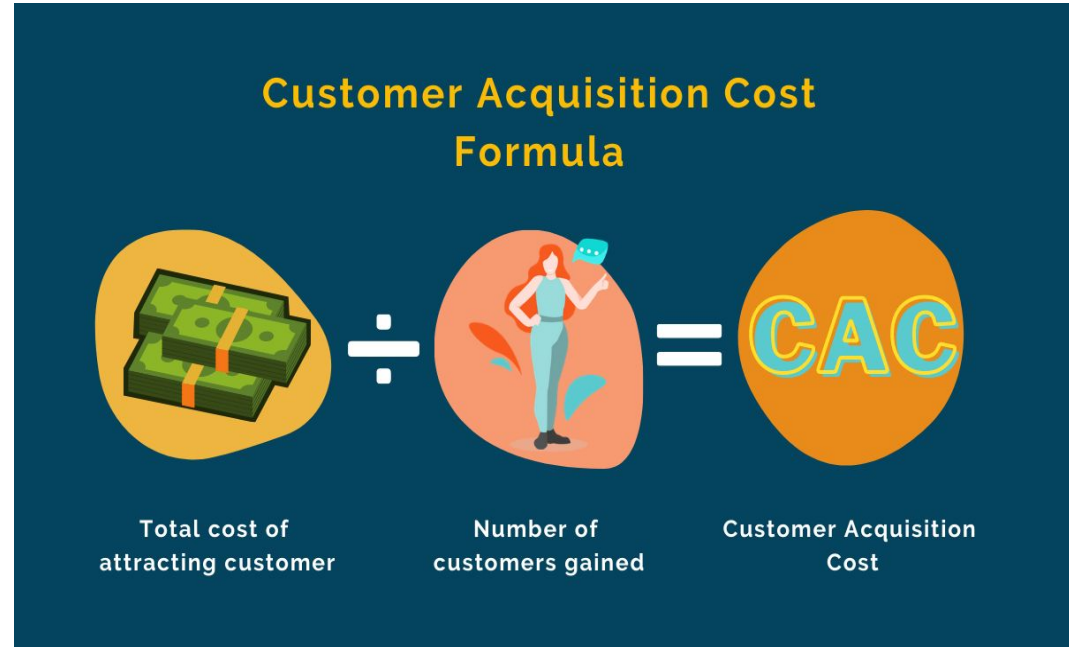 Customer Acquisition Cost
Formula
÷
=
CAC
Total cost of
attracting customer
Number of
customers gained
Customer Acquisition
Cost